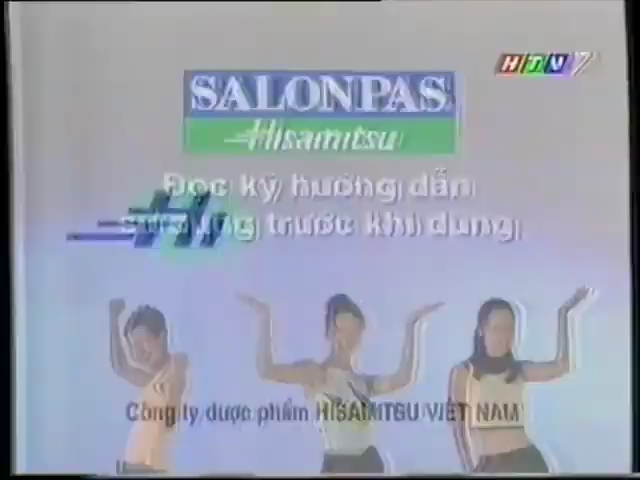 HTV7
SALONPAS
Hisamitsu
Đọc kỹ hướng dẫn
sử dụng trước khi dùng
Hi
Công ty dược phẩm HISAMITSU VIỆT NAM